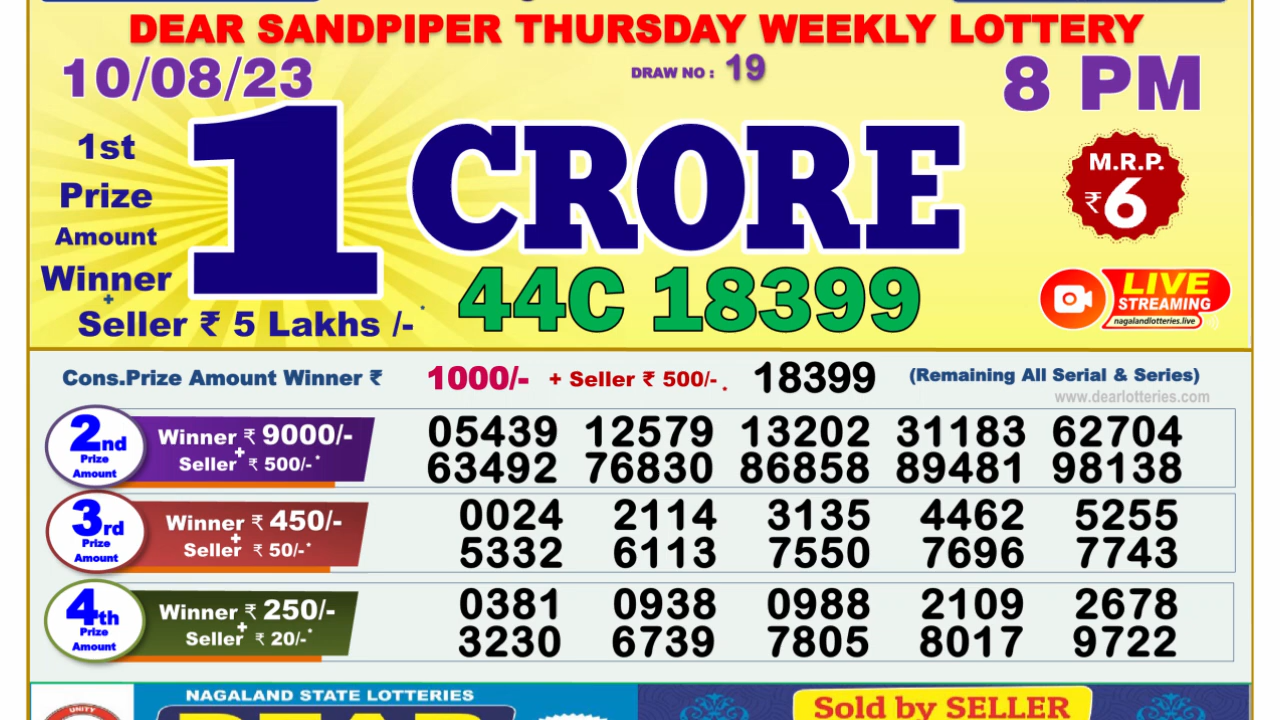 DEAR SANDPIPER THURSDAY WEEKLY LOTTERY
10/08/23
DRAW NO : 19
8 PM
1st
Prize
Amount
Winner
+
Seller ₹ 5 Lakhs /- *
1 CRORE
44C 18399
M.R.P.
₹ 6
LIVE
STREAMING
nagalandlotteries.live
Cons.Prize Amount Winner ₹ 1000/- + Seller ₹ 500/- . 18399 (Remaining All Serial & Series)
www.dearlotteries.com
2nd
Prize
Amount
Winner ₹ 9000/-
+
Seller ₹ 500/- *
05439 12579 13202 31183 62704
63492 76830 86858 89481 98138
3rd
Prize
Amount
Winner ₹ 450/-
+
Seller ₹ 50/- *
0024 2114 3135 4462 5255
5332 6113 7550 7696 7743
4th
Prize
Amount
Winner ₹ 250/-
+
Seller ₹ 20/- *
0381 0938 0988 2109 2678
3230 6739 7805 8017 9722
UNITY
NAGALAND STATE LOTTERIES
DEAR
Sold by SELLER